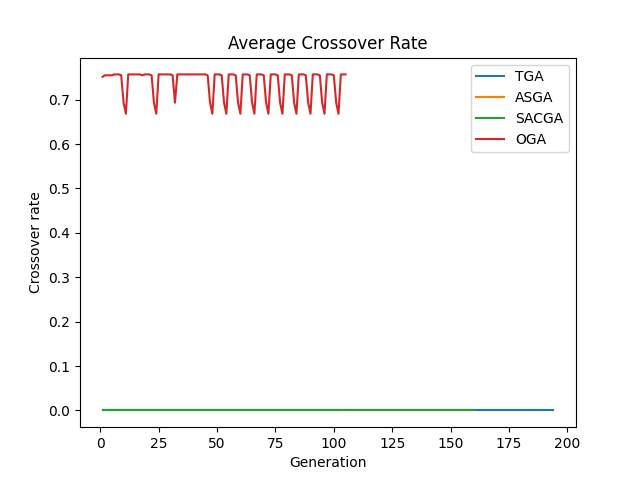 Average Crossover Rate
TGA
ASGA
SACGA
OGA
Crossover rate
0.7
0.6
0.5
0.4
0.3
0.2
0.1
0.0
0 25 50 75 100 125 150 175 200
Generation